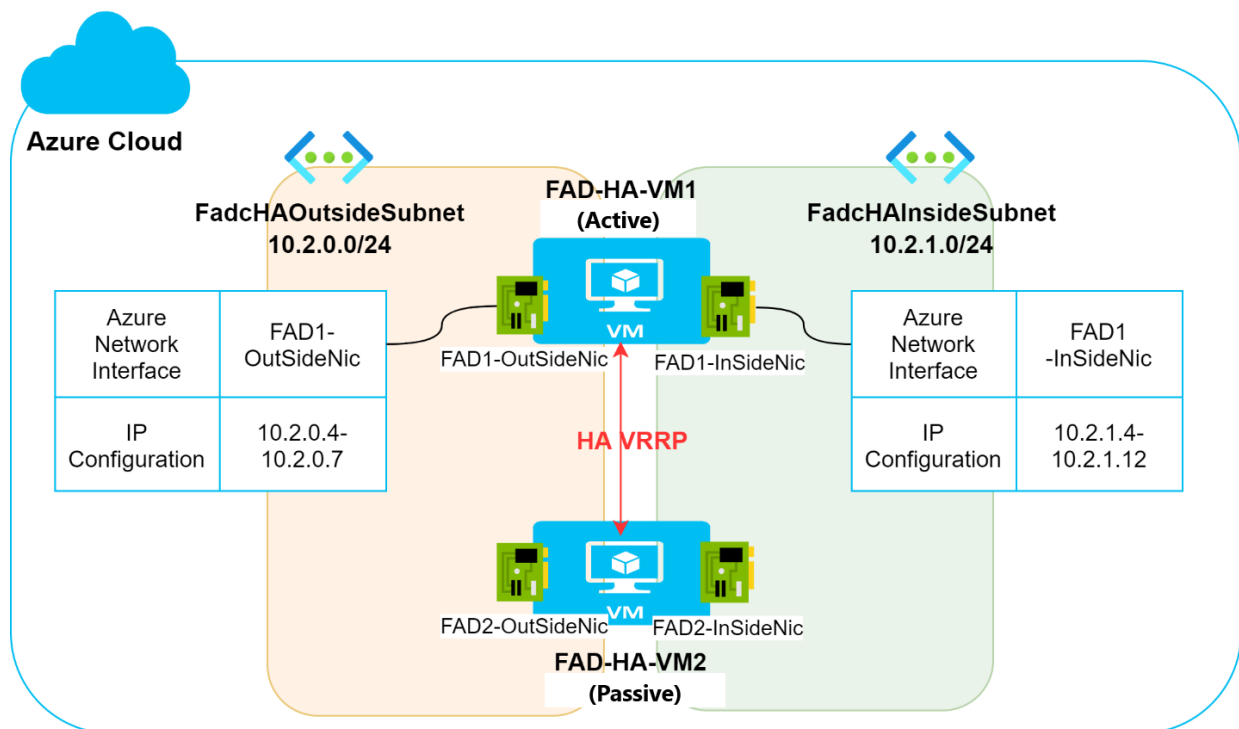 Azure Cloud
FadcHAOutsideSubnet
10.2.0.0/24
FAD-HA-VM1
(Active)
FadcHAInsideSubnet
10.2.1.0/24
Azure
Network
Interface
FAD1-
OutSideNic
IP
Configuration
10.2.0.4-
10.2.0.7
VM
FAD1-OutSideNic
FAD1-InSideNic
Azure
Network
Interface
FAD1
-InSideNic
IP
Configuration
10.2.1.4-
10.2.1.12
HA VRRP
VM
FAD2-OutSideNic
FAD2-InSideNic
FAD-HA-VM2
(Passive)